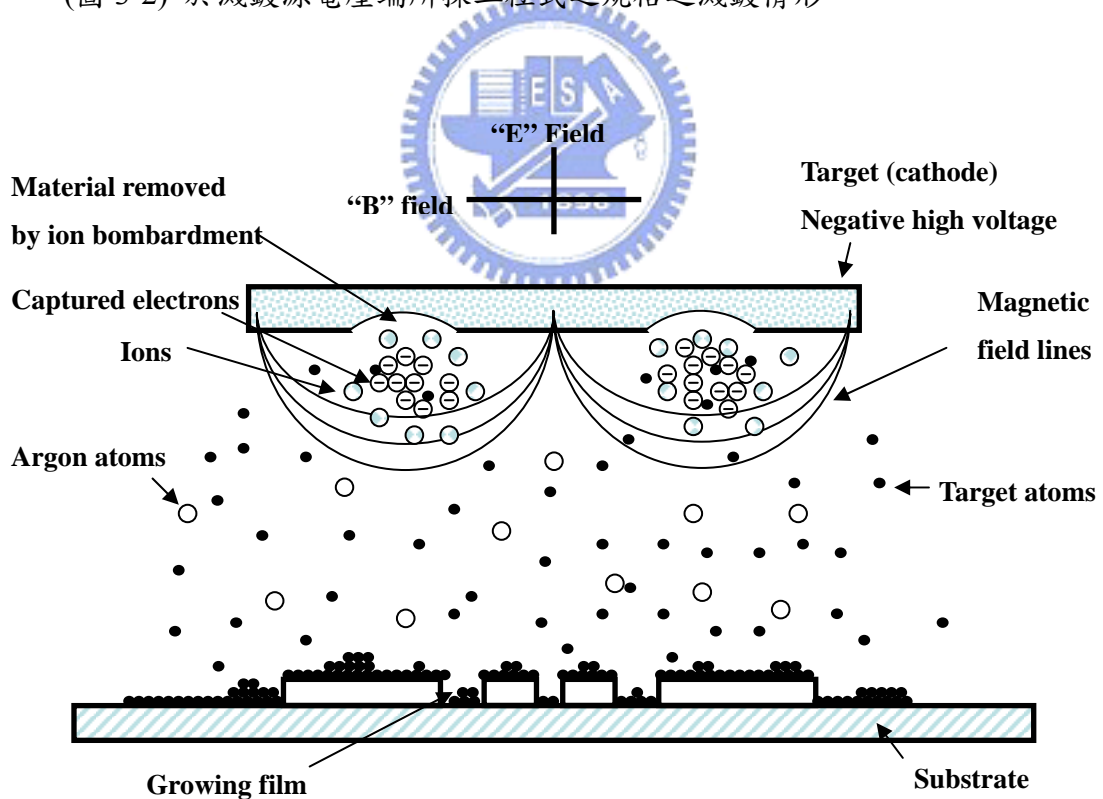 “E” Field
Material removed
by ion bombardment
“B” field
Target (cathode)
Negative high voltage
Captured electrons
Magnetic
field lines
Ions
Argon atoms
Target atoms
Growing film
Substrate
E S A
1896